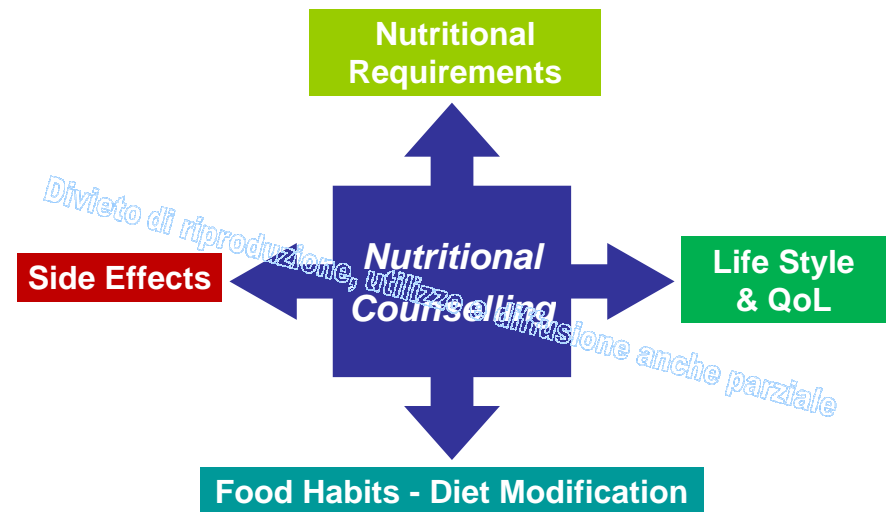 Nutritional
Requirements
Side Effects
Nutritional
Counselling
Life Style
& QoL
Food Habits - Diet Modification
Divieto di riproduzione, utilizzo e diffusione anche parziale